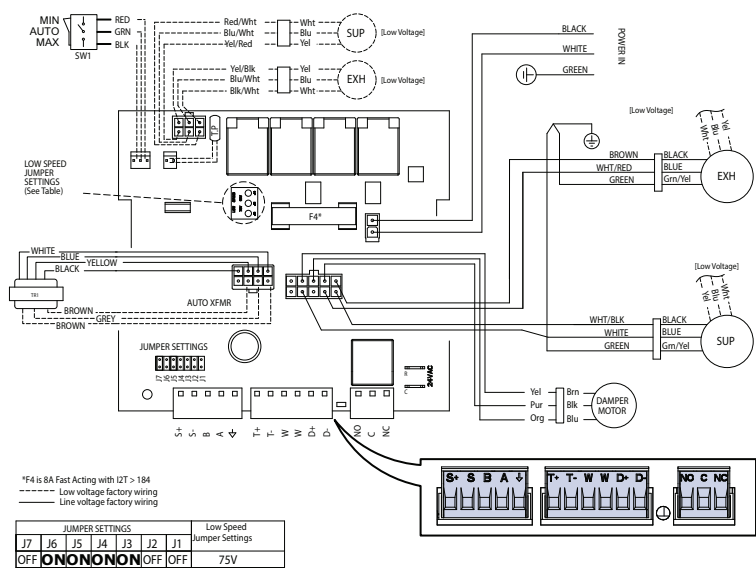 MIN
AUTO
MAX
SW1
RED
GRN
BLK
Red/Wht
Blu/Wht
Yel/Red
Wht
Blu
Yel
SUP
[Low Voltage]
Yel/Blk
Blu/Wht
Blk/Wht
Yel
Blu
Wht
EXH
[Low Voltage]
BLACK
WHITE
GREEN
POWER IN
T.P
LOW SPEED
JUMPER
SETTINGS
(See Table)
F4*
[Low Voltage]
Wht
Blu
Yel
BROWN
WHT/RED
GREEN
BLACK
BLUE
Grn/Yel
EXH
WHITE
BLUE
YELLOW
BLACK
TR1
BROWN
GREY
BROWN
AUTO XFMR
[Low Voltage]
Yel
Blu
Wht
WHT/BLK
WHITE
GREEN
BLACK
BLUE
Grn/Yel
SUP
JUMPER SETTINGS
J7 J6 J5 J4 J3 J2 J1
R
C
24VAC
Yel
Pur
Org
Brn
Blk
Blu
DAMPER
MOTOR
S+ S- B A T+ T- W W D+ D- NO C NC
S+ S B A T+ T- W W D+ D- NO C NC
*F4 is 8A Fast Acting with I2T > 184
Low voltage factory wiring
Line voltage factory wiring
JUMPER SETTINGS
Low Speed
Jumper Settings
J7 J6 J5 J4 J3 J2 J1
OFF ON ON ON ON OFF OFF 75V